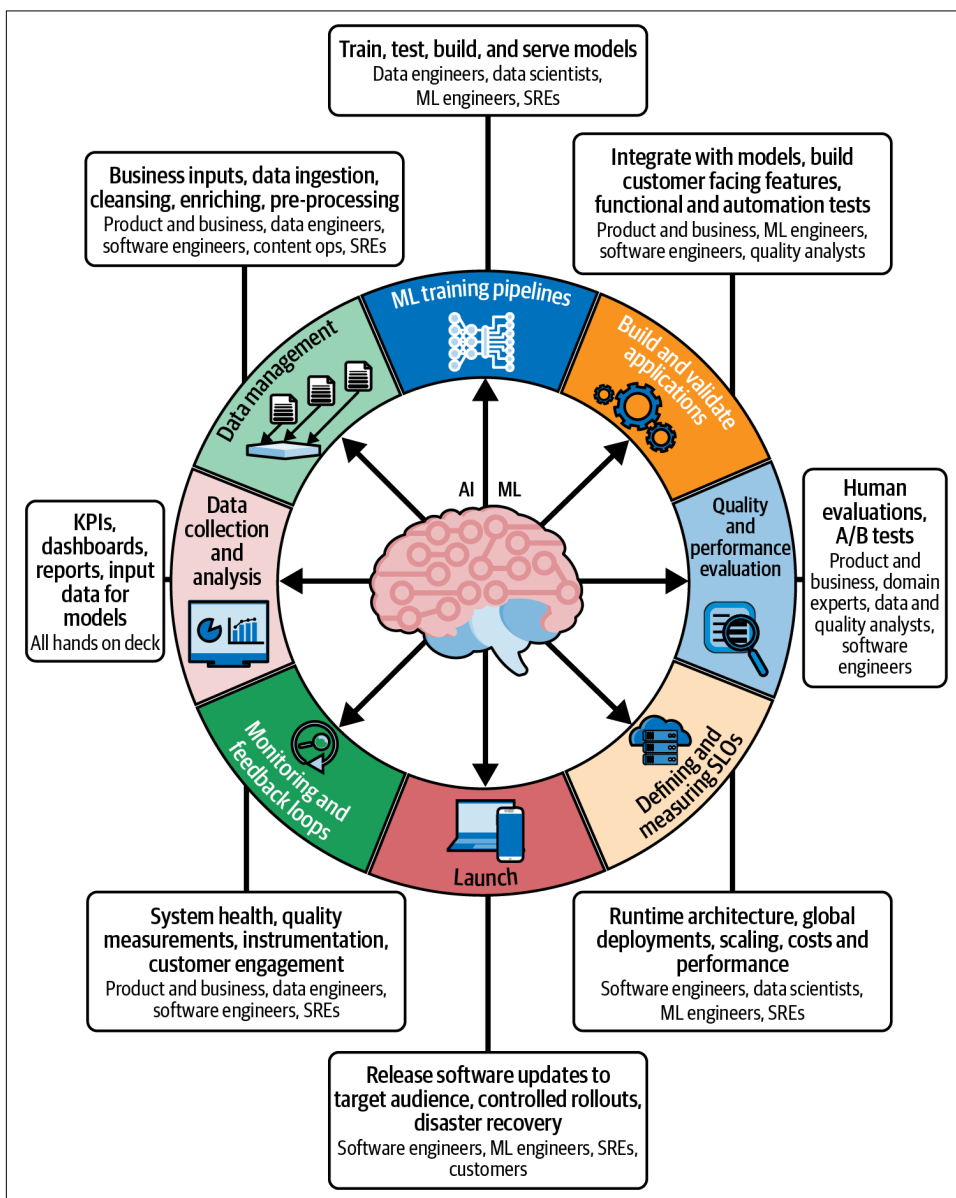 Train, test, build, and serve models
Data engineers, data scientists,
ML engineers, SREs
Business inputs, data ingestion,
cleansing, enriching, pre-processing
Product and business, data engineers,
software engineers, content ops, SREs
Integrate with models, build
customer facing features,
functional and automation tests
Product and business, ML engineers,
software engineers, quality analysts
ML training pipelines
Data management
Build and validate
applications
AI ML
Data
collection
and
analysis
Quality
and
performance
evaluation
KPIs,
dashboards,
reports, input
data for
models
All hands on deck
Human
evaluations,
A/B tests
Product and
business, domain
experts, data and
quality analysts,
software
engineers
Monitoring and
feedback loops
Defining and
measuring SLOs
Launch
System health, quality
measurements, instrumentation,
customer engagement
Product and business, data engineers,
software engineers, SREs
Runtime architecture, global
deployments, scaling, costs and
performance
Software engineers, data scientists,
ML engineers, SREs
Release software updates to
target audience, controlled rollouts,
disaster recovery
Software engineers, ML engineers, SREs,
customers